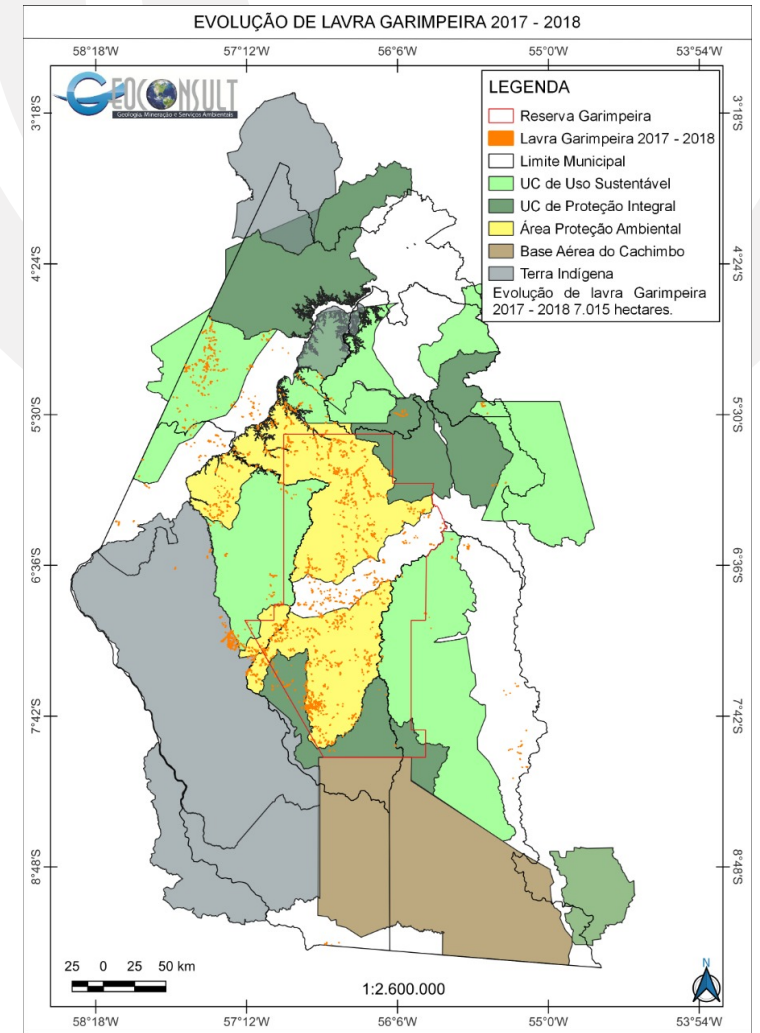 EVOLUÇÃO DE LAVRA GARIMPEIRA 2017 - 2018
58°18'W 57°12'W 56°6'W 55°0'W 53°54'W
GEOCONSULT
Geologia, Mineração e Serviços Ambientais
LEGENDA
Reserva Garimpeira
Lavra Garimpeira 2017 - 2018
Limite Municipal
UC de Uso Sustentável
UC de Proteção Integral
Área Proteção Ambiental
Base Aérea do Cachimbo
Terra Indígena
Evolução de lavra Garimpeira
2017 - 2018 7.015 hectares.
3°18'S 3°18'S
4°24'S 4°24'S
5°30'S 5°30'S
6°36'S 6°36'S
7°42'S 7°42'S
8°48'S 8°48'S
25 0 25 50 km
1:2.600.000
N
58°18'W 57°12'W 56°6'W 55°0'W 53°54'W